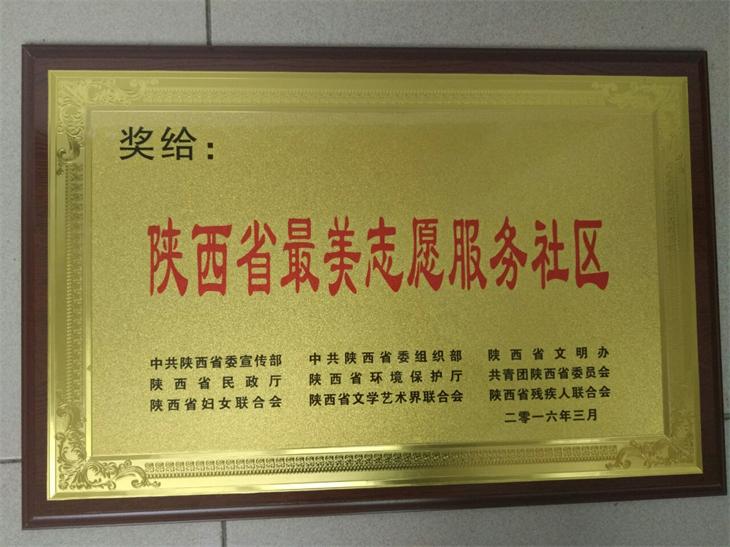 奖给：
陕西省最美志愿服务社区
中共陕西省委宣传部 中共陕西省委组织部 陕西省文明办
陕西省民政厅 陕西省环境保护厅 共青团陕西省委员会
陕西省妇女联合会 陕西省文学艺术界联合会 陕西省残疾人联合会
二零一六年三月